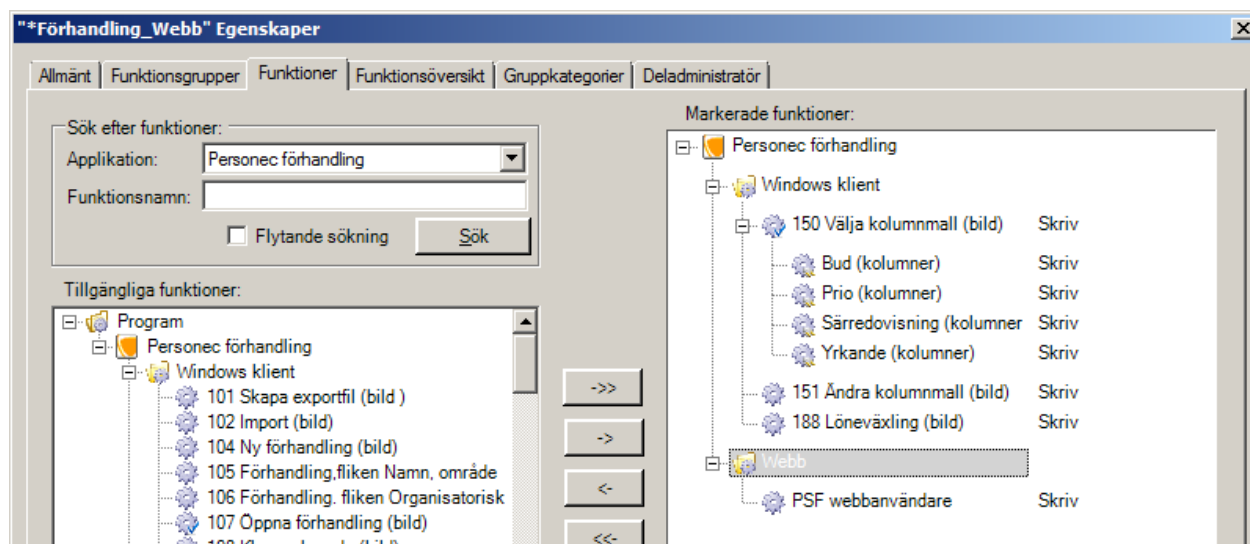 "*Förhandling_Webb" Egenskaper
Allmänt Funktionsgrupper Funktioner Funktionsöversikt Gruppkategorier Deladministratör
Sök efter funktioner:
Applikation: Personec förhandling
Funktionsnamn:
Flytande sökning Sök
Tillgängliga funktioner:
Program
Personec förhandling
Windows klient
101 Skapa exportfil (bild )
102 Import (bild)
104 Ny förhandling (bild)
105 Förhandling,fliken Namn, område
106 Förhandling. fliken Organisatorisk
107 Öppna förhandling (bild)
->>
->
<-
<<-
Markerade funktioner:
Personec förhandling
Windows klient
150 Välja kolumnmall (bild) Skriv
Bud (kolumner) Skriv
Prio (kolumner) Skriv
Särredovisning (kolumner Skriv
Yrkande (kolumner) Skriv
151 Ändra kolumnmall (bild) Skriv
188 Löneväxling (bild) Skriv
Webb
PSF webbanvändare Skriv